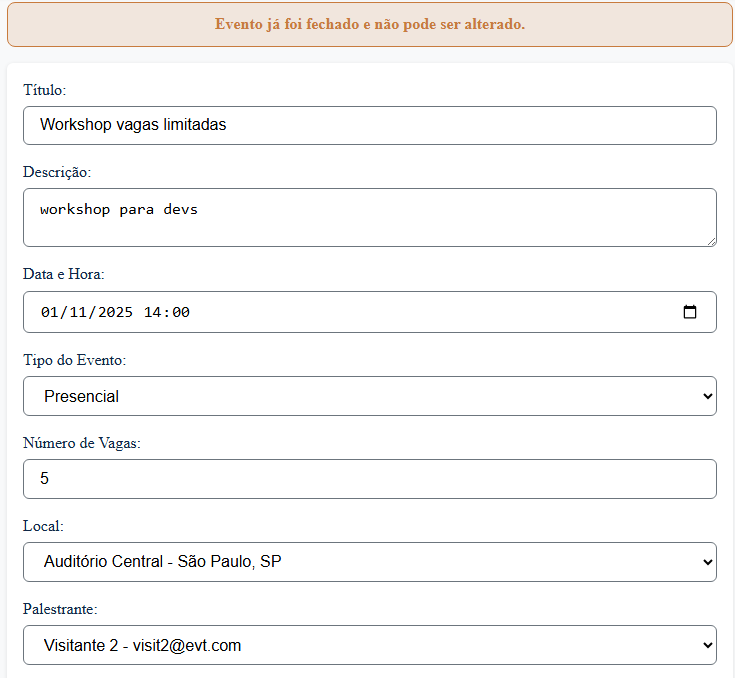 Evento já foi fechado e não pode ser alterado.
Título:
Workshop vagas limitadas
Descrição:
workshop para devs
Data e Hora:
01/11/2025 14:00
Tipo do Evento:
Presencial
Número de Vagas:
5
Local:
Auditório Central - São Paulo, SP
Palestrante:
Visitante 2 - visit2@evt.com